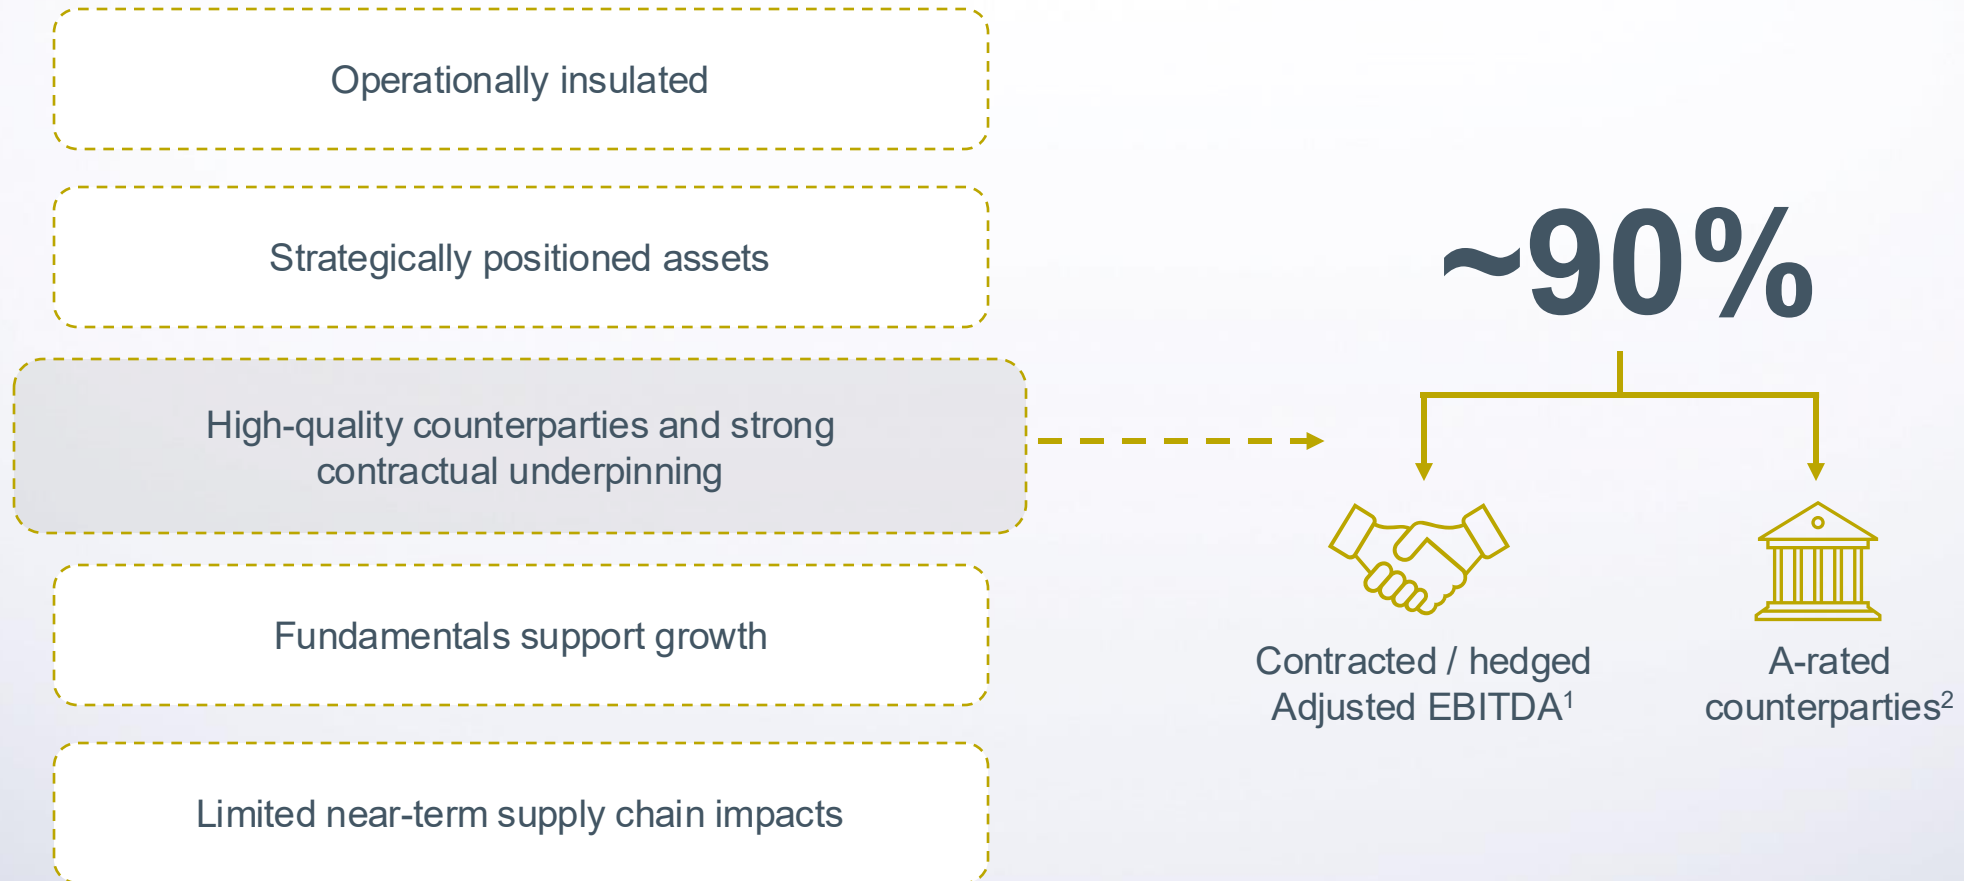 Operationally insulated
Strategically positioned assets
High-quality counterparties and strong
contractual underpinning
Fundamentals support growth
Limited near-term supply chain impacts
~90%
Contracted / hedged
Adjusted EBITDA¹
A-rated
counterparties²